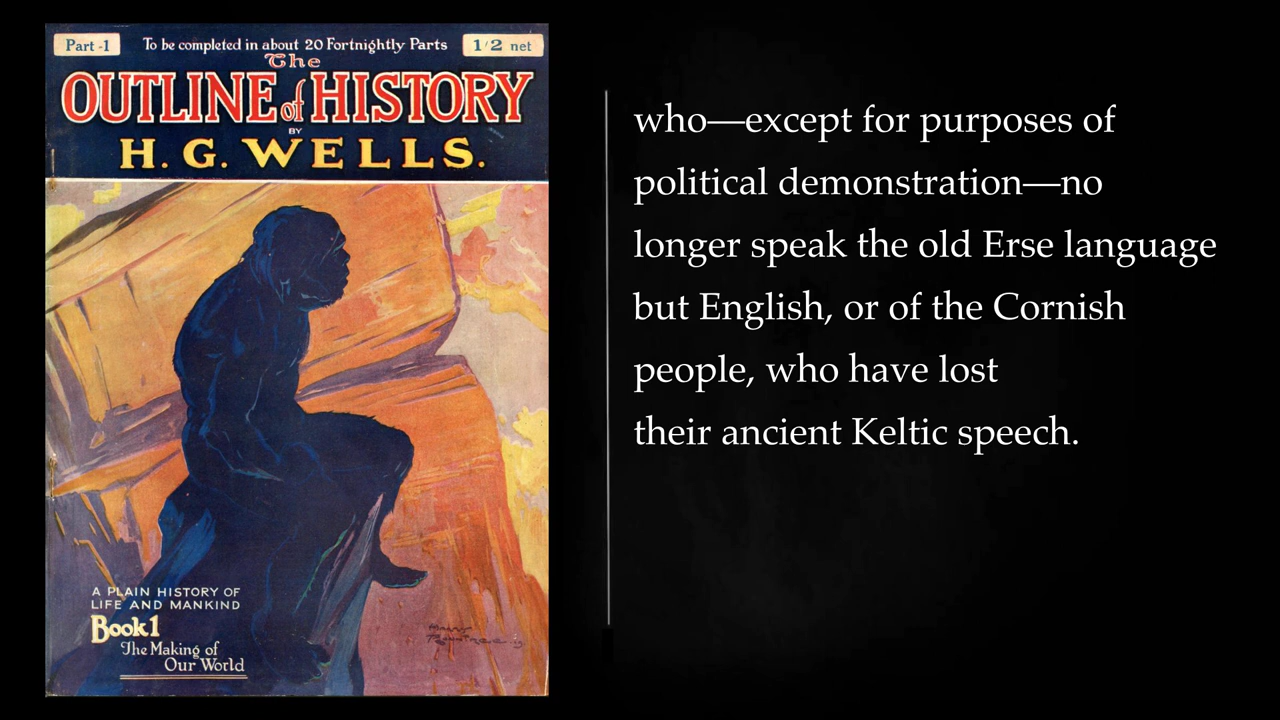 Part -1
To be completed in about 20 Fortnightly Parts
1/2 net
The
OUTLINE of HISTORY
BY
H. G. WELLS.
A PLAIN HISTORY OF
LIFE AND MANKIND
Book 1
The Making of
Our World
who—except for purposes of
political demonstration—no
longer speak the old Erse language
but English, or of the Cornish
people, who have lost
their ancient Keltic speech.